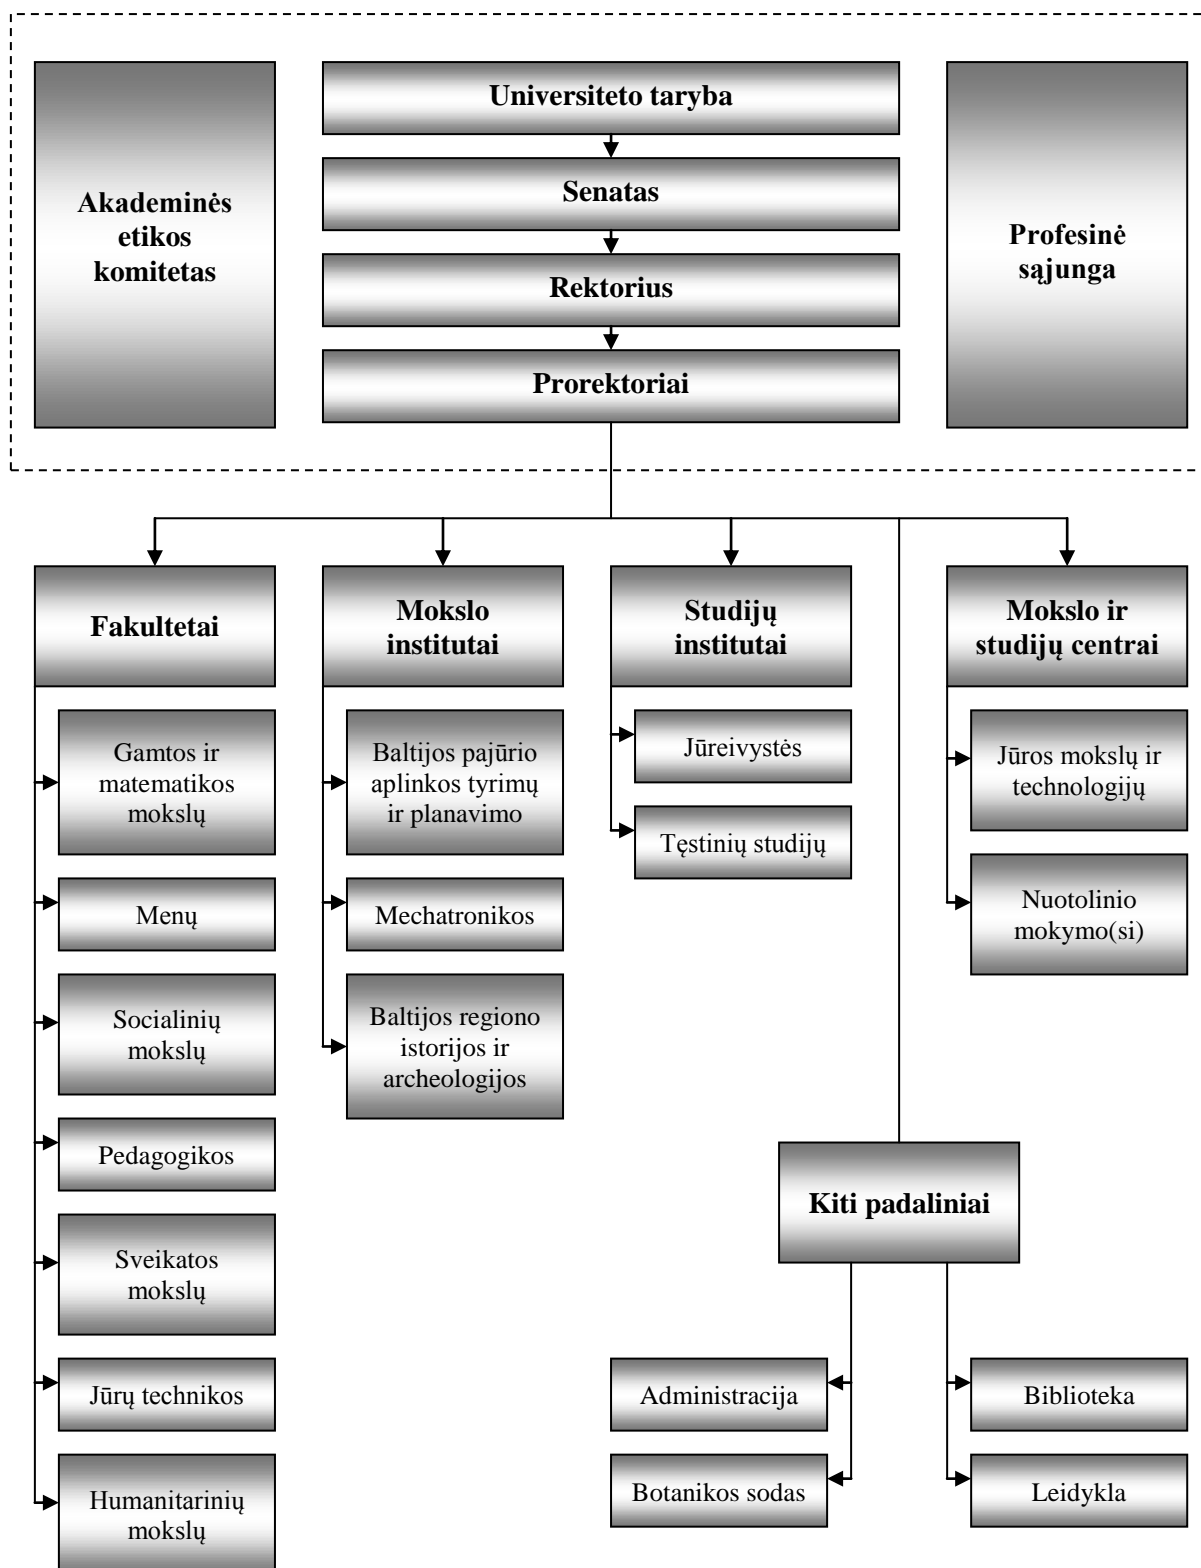 Universiteto taryba
Akademinės
etikos
komitetas
Senatas
Rektorius
Prorektoriai
Profesinė
sąjunga
Fakultetai
Gamtos ir
matematikos
mokslų
Menų
Socialinių
mokslų
Pedagogikos
Sveikatos
mokslų
Jūrų technikos
Humanitarinių
mokslų
Mokslo
institutai
Baltijos pajūrio
aplinkos tyrimų
ir planavimo
Mechatronikos
Baltijos regiono
istorijos ir
archeologijos
Studijų
institutai
Jūreivystės
Tęstinių studijų
Mokslo ir
studijų centrai
Jūros mokslų ir
technologijų
Nuotolinio
mokymo(si)
Kiti padaliniai
Administracija
Botanikos sodas
Biblioteka
Leidykla